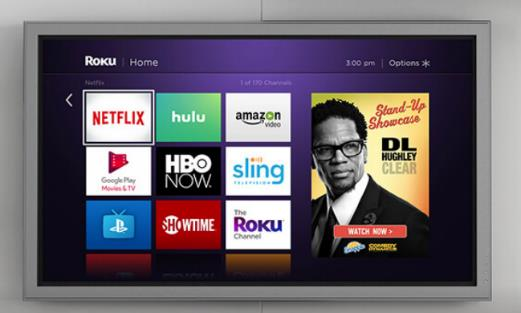 Roku | Home
3:00 pm | Options
Netflix
1 of 170 Channels
NETFLIX
hulu
amazon
video
Google Play
Movies & TV
HBO
NOW.
sling
TELEVISION
SHOWTIME
The
Roku
Channel
Stand-Up
Showcase
DL
HUGHLEY
CLEAR
WATCH NOW >
COMEDY